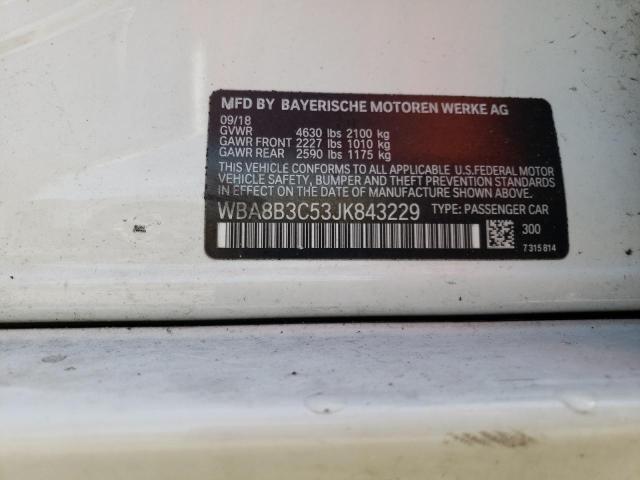 MFD BY BAYERISCHE MOTOREN WERKE AG
09/18
GVWR 4630 lbs 2100 kg
GAWR FRONT 2227 lbs 1010 kg
GAWR REAR 2590 lbs 1175 kg
THIS VEHICLE CONFORMS TO ALL APPLICABLE U.S.FEDERAL MOTOR
VEHICLE SAFETY, BUMPER, AND THEFT PREVENTION STANDARDS
IN EFFECT ON THE DATE OF MANUFACTURE SHOWN ABOVE.
WBA8B3C53JK843229 TYPE: PASSENGER CAR
300
7 315 814